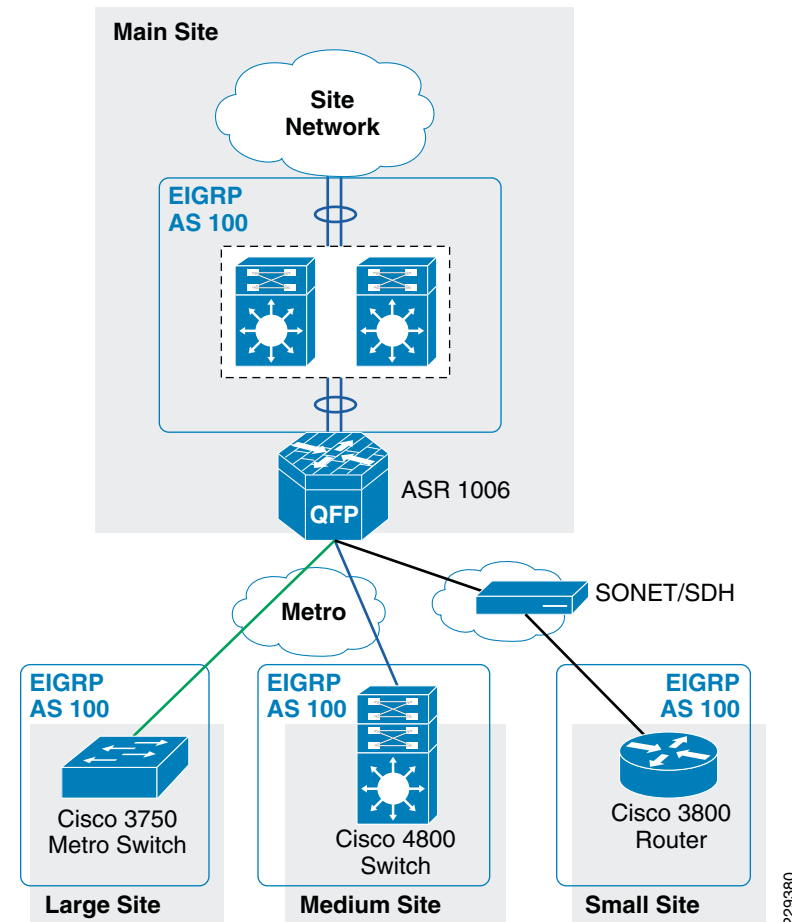 Main Site
Site
Network
EIGRP
AS 100
QFP
ASR 1006
Metro
SONET/SDH
EIGRP
AS 100
EIGRP
AS 100
EIGRP
AS 100
Cisco 3750
Metro Switch
Cisco 4800
Switch
Cisco 3800
Router
Large Site
Medium Site
Small Site
229380